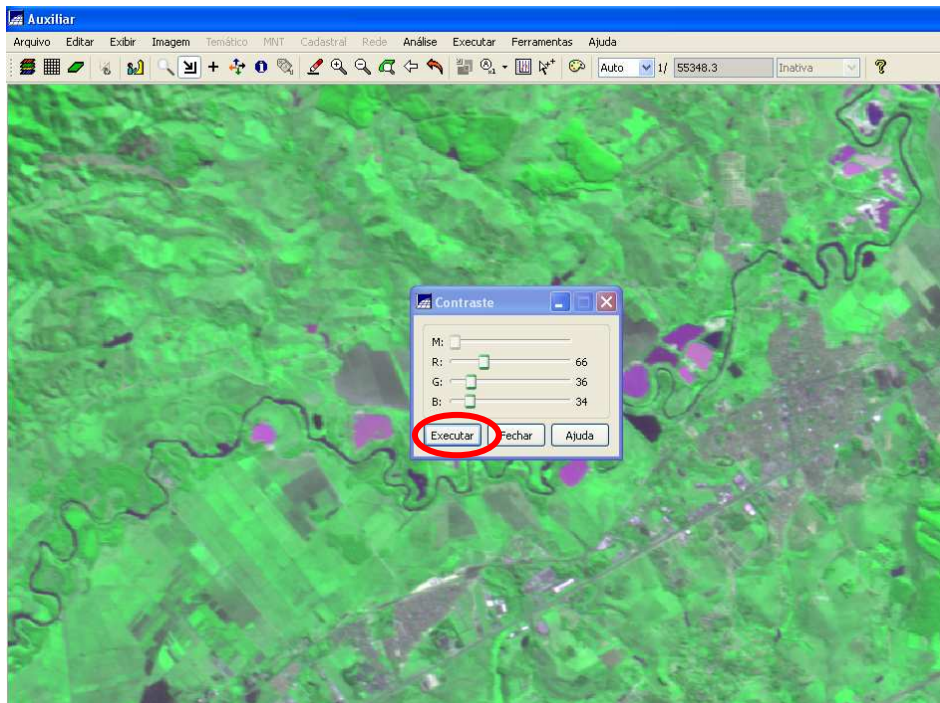 Auxiliar
Arquivo Editar Exibir Imagem Temático MNT Cadastral Rede Análise Executar Ferramentas Ajuda
Auto 1/ 55348.3 Inativa
Contraste
M:
R: 66
G: 36
B: 34
Executar Fechar Ajuda